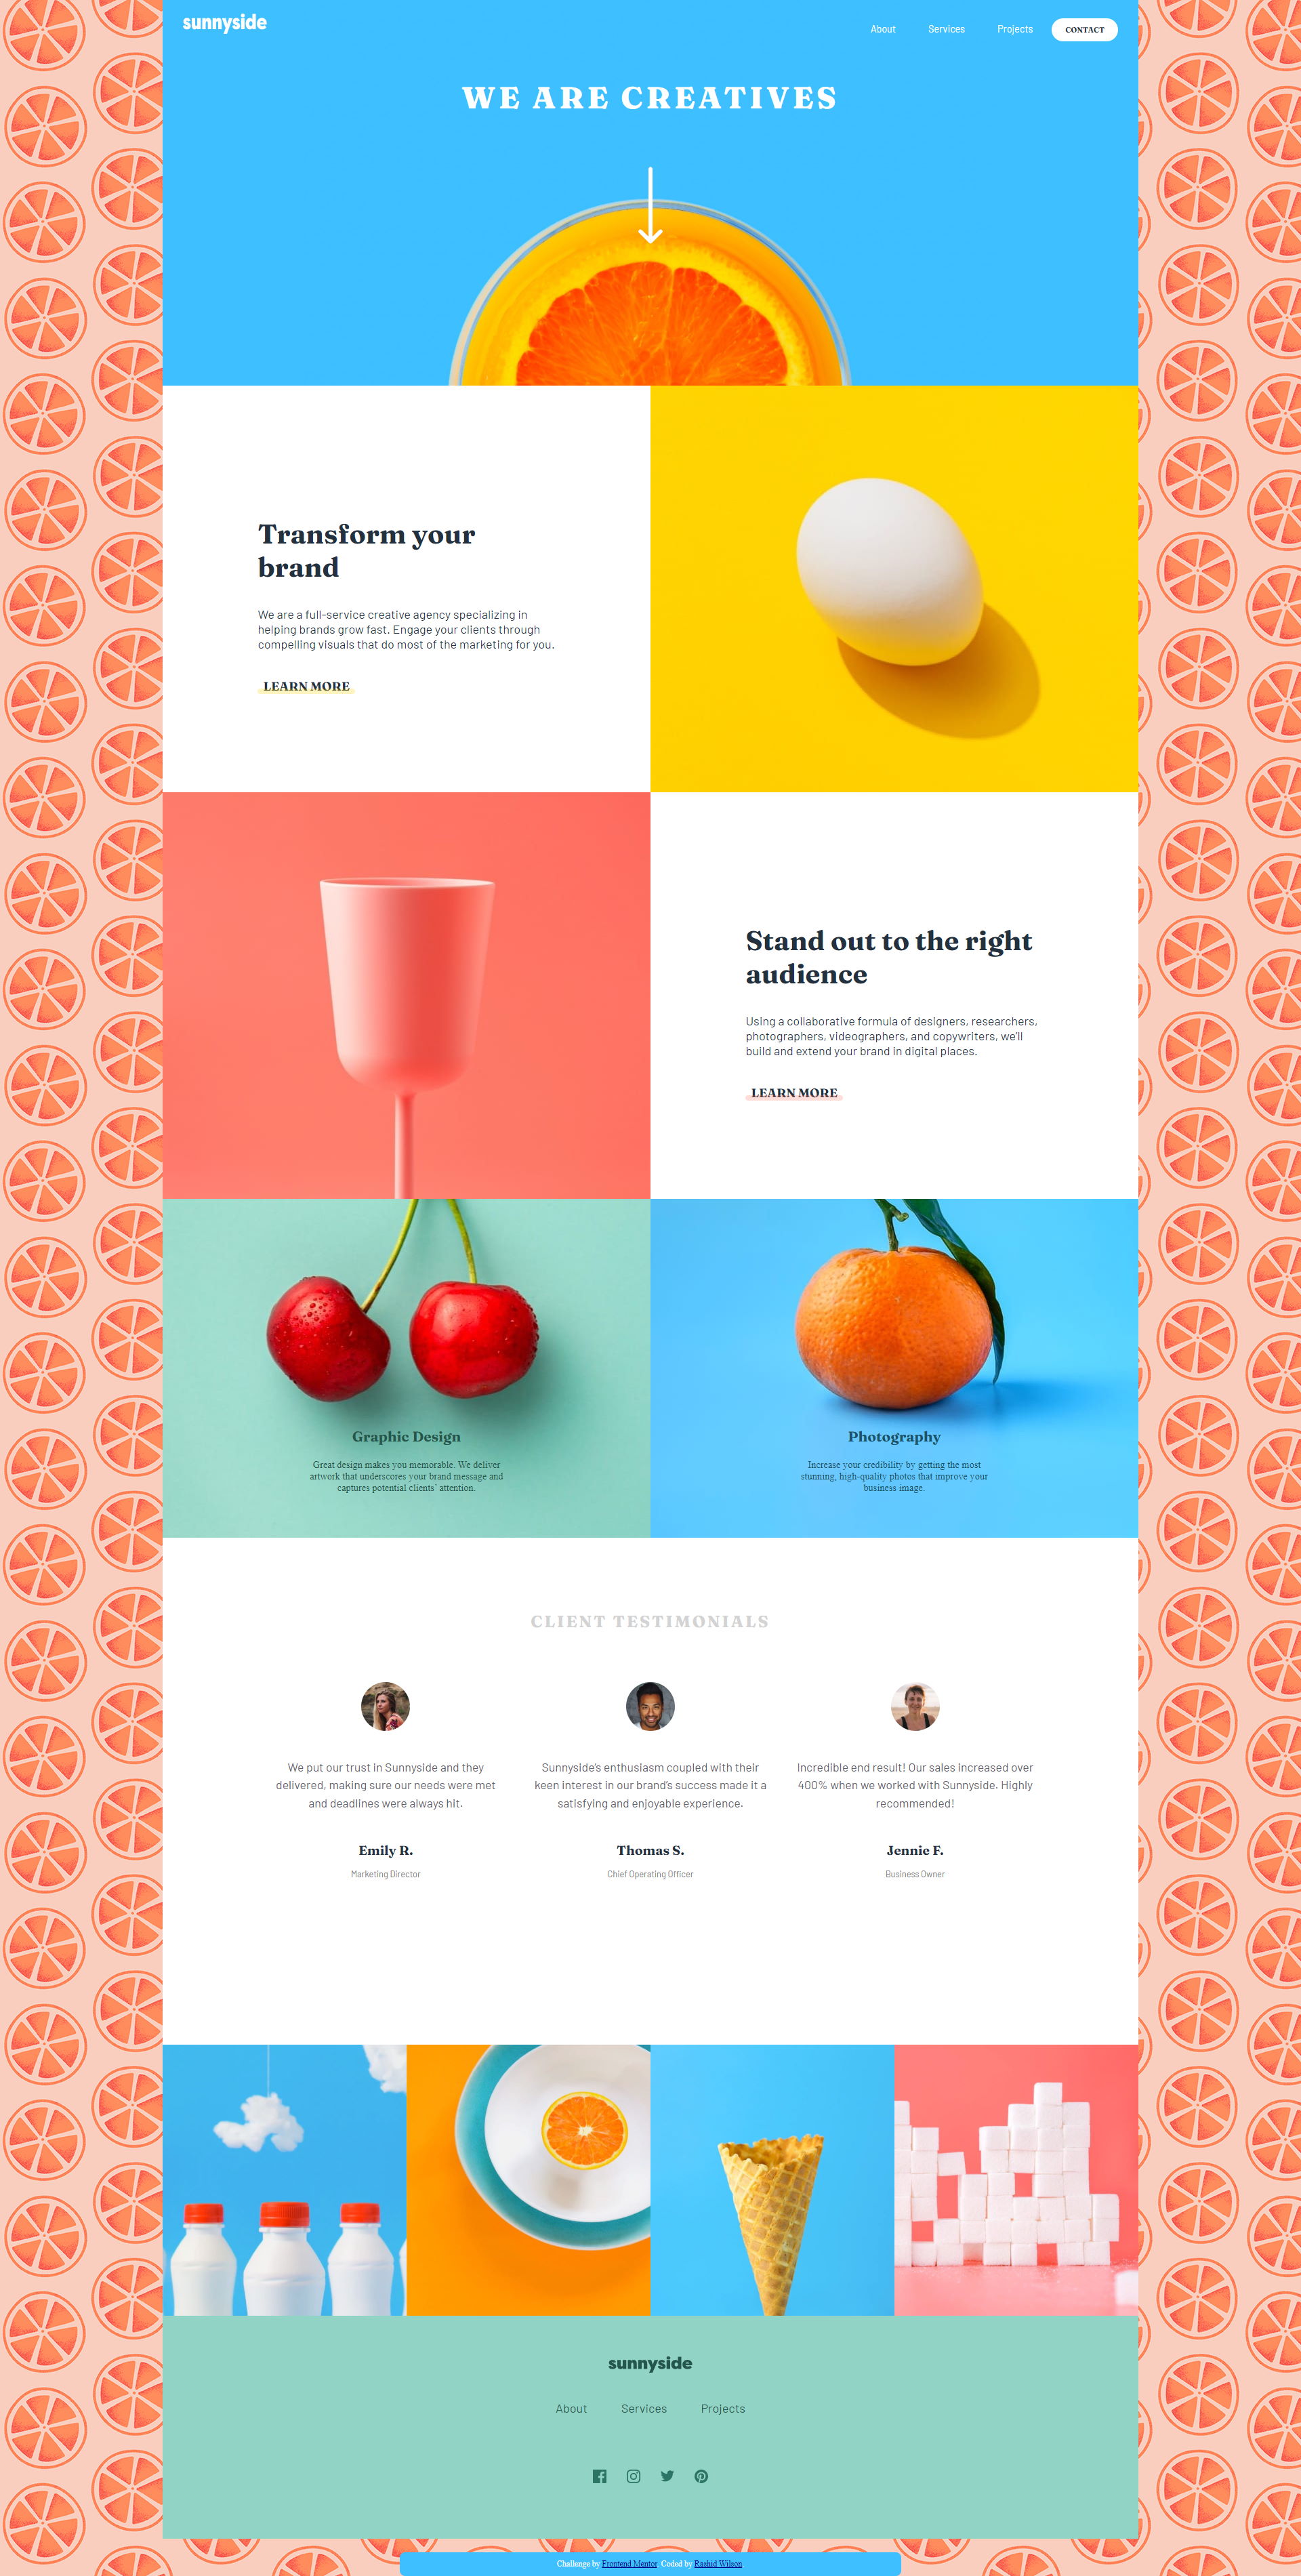 sunnyside
About Services Projects CONTACT
WE ARE CREATIVES
Transform your
brand
We are a full-service creative agency specializing in
helping brands grow fast. Engage your clients through
compelling visuals that do most of the marketing for you.
LEARN MORE
Stand out to the right
audience
Using a collaborative formula of designers, researchers,
photographers, videographers, and copywriters, we'll
build and extend your brand in digital places.
LEARN MORE
Graphic Design
Great design makes you memorable. We deliver
artwork that underscores your brand message and
captures potential clients' attention.
Photography
Increase your credibility by getting the most
stunning, high-quality photos that improve your
business image.
CLIENT TESTIMONIALS
We put our trust in Sunnyside and they
delivered, making sure our needs were met
and deadlines were always hit.
Emily R.
Marketing Director
Sunnyside's enthusiasm coupled with their
keen interest in our brand's success made it a
satisfying and enjoyable experience.
Thomas S.
Chief Operating Officer
Incredible end result! Our sales increased over
400% when we worked with Sunnyside. Highly
recommended!
Jennie F.
Business Owner
sunnyside
About Services Projects
Challenge by Frontend Mentor. Coded by Rashid Wilson